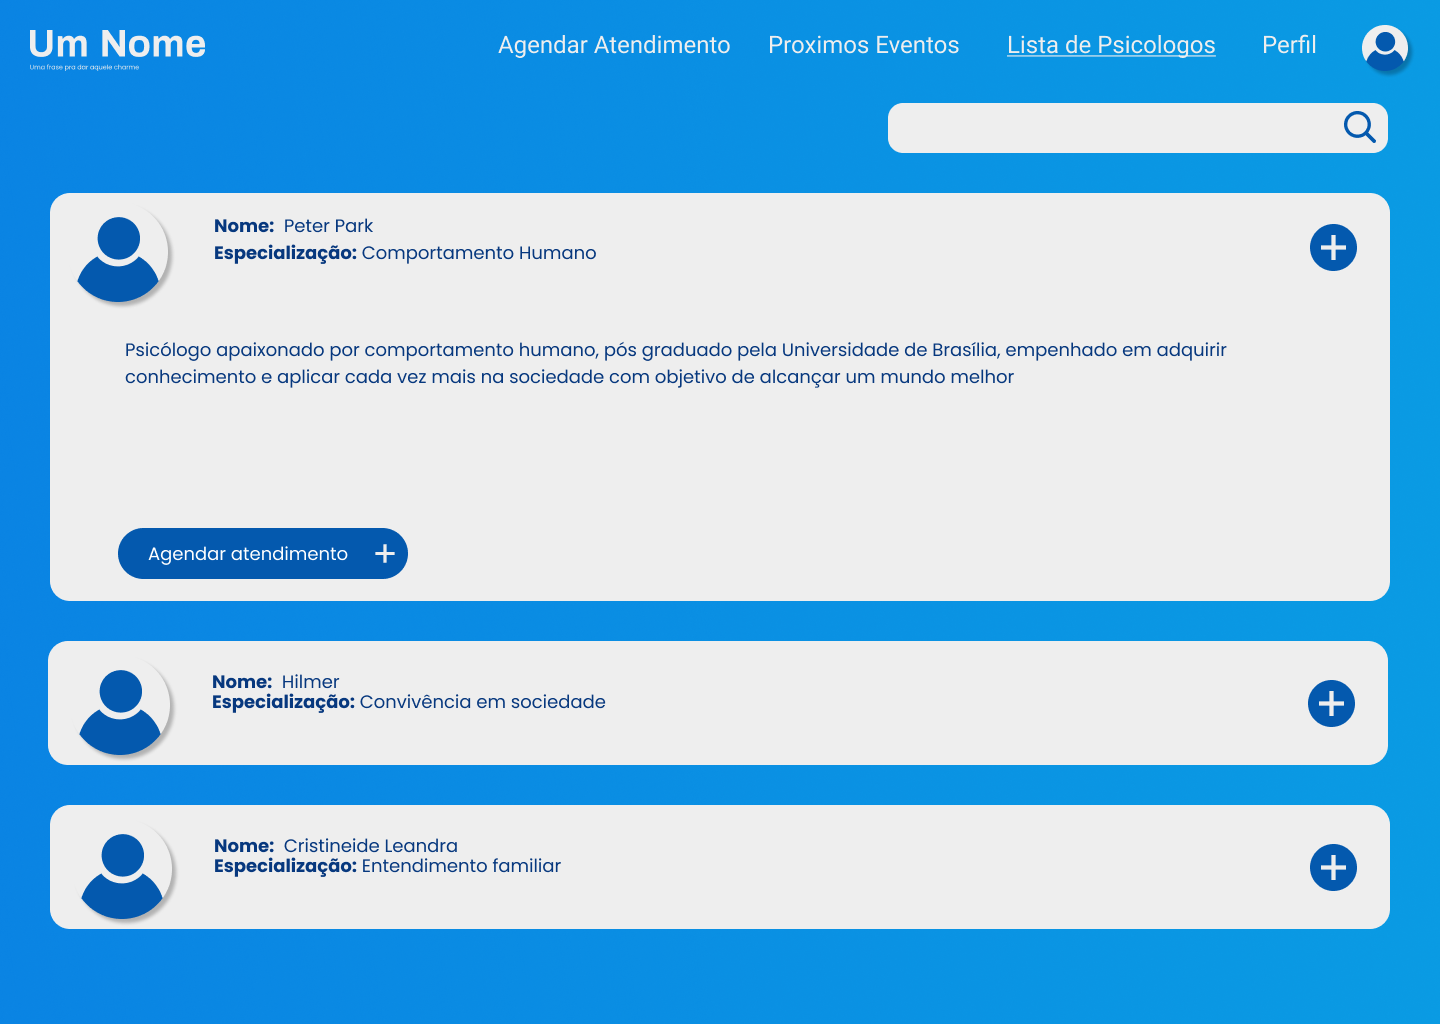 Um Nome
Uma frase pra dar aquele charme
Agendar Atendimento
Proximos Eventos
Lista de Psicologos
Perfil
Nome: Peter Park
Especialização: Comportamento Humano
Psicólogo apaixonado por comportamento humano, pós graduado pela Universidade de Brasília, empenhado em adquirir
conhecimento e aplicar cada vez mais na sociedade com objetivo de alcançar um mundo melhor
Agendar atendimento
Nome: Hilmer
Especialização: Convivência em sociedade
Nome: Cristineide Leandra
Especialização: Entendimento familiar